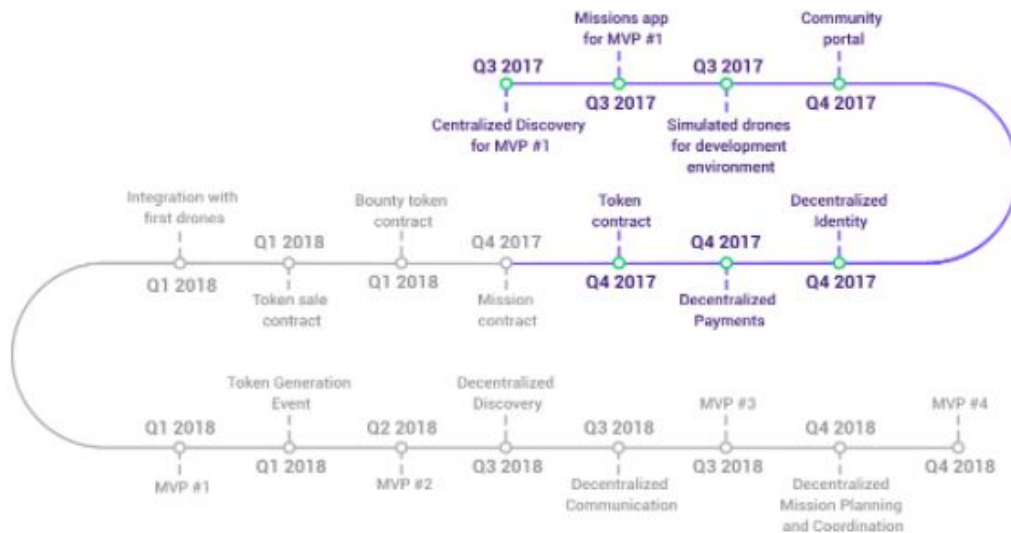 Missions app
for MVP #1
Community
portal
Q3 2017
Q3 2017
Q3 2017
Q4 2017
Centralized Discovery
for MVP #1
Simulated drones
for development
environment
Integration with
first drones
Bounty token
contract
Token
contract
Decentralized
Identity
Q1 2018
Q1 2018
Q1 2018
Q4 2017
Q4 2017
Q4 2017
Q4 2017
Token sale
contract
Mission
contract
Decentralized
Payments
Token Generation
Event
Decentralized
Discovery
MVP #3
MVP #4
Q1 2018
Q1 2018
Q2 2018
Q3 2018
Q3 2018
Q3 2018
Q4 2018
Q4 2018
MVP #1
MVP #2
Decentralized
Communication
Decentralized
Mission Planning
and Coordination